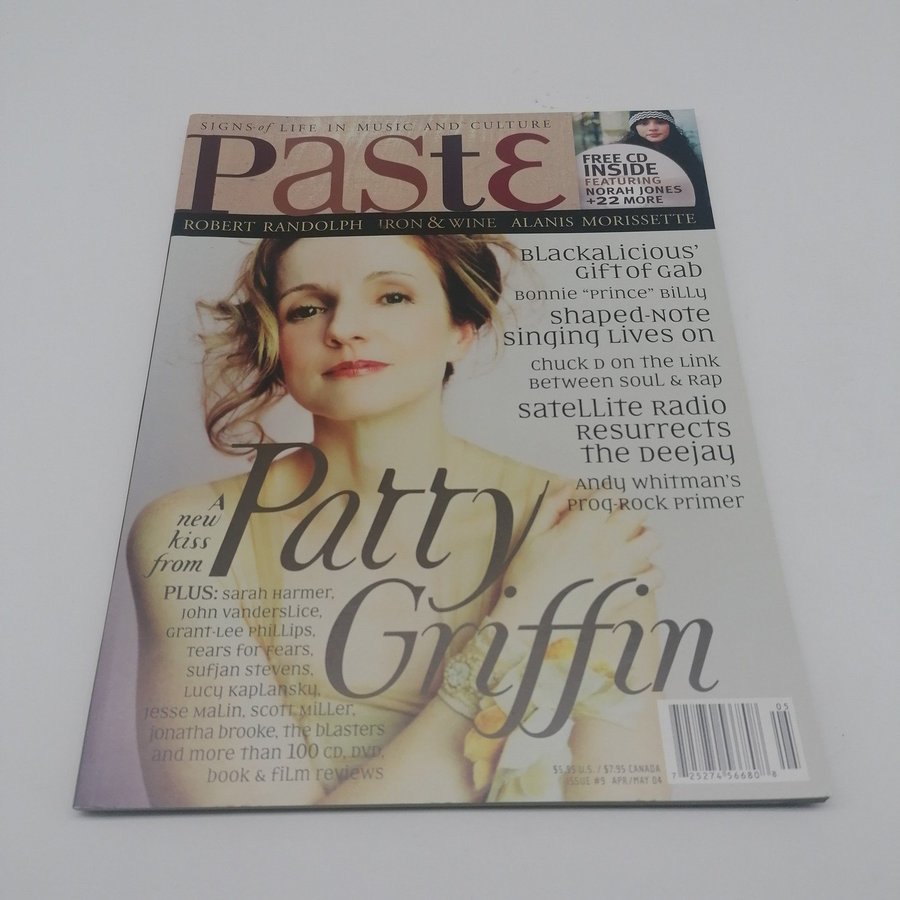 SIGNS of LIFE IN MUSIC AND CULTURE
Paste
FREE CD
INSIDE
FEATURING
NORAH JONES
+22 MORE
ROBERT RANDOLPH IRON & WINE ALANIS MORISSETTE
Blackalicious'
Gift of Gab
Bonnie "Prince" Billy
Shaped-Note
Singing Lives on
Chuck D on the Link
Between Soul & Rap
Satellite Radio
Resurrects
the Deejay
Andy Whitman's
Prog-Rock Primer
A
new
kiss
from
Patty
Griffin
PLUS: Sarah Harmer,
John Vanderslice,
Grant-Lee Phillips,
Tears for Fears,
Sufjan Stevens,
Lucy Kaplansky,
Jesse Malin, Scott Miller,
Jonatha Brooke, the Blasters
and more than 100 CD, DVD,
book & film reviews
$5.95 U.S. / $7.95 CANADA
ISSUE #9 APR/MAY 04
05
7 25274 56680 8